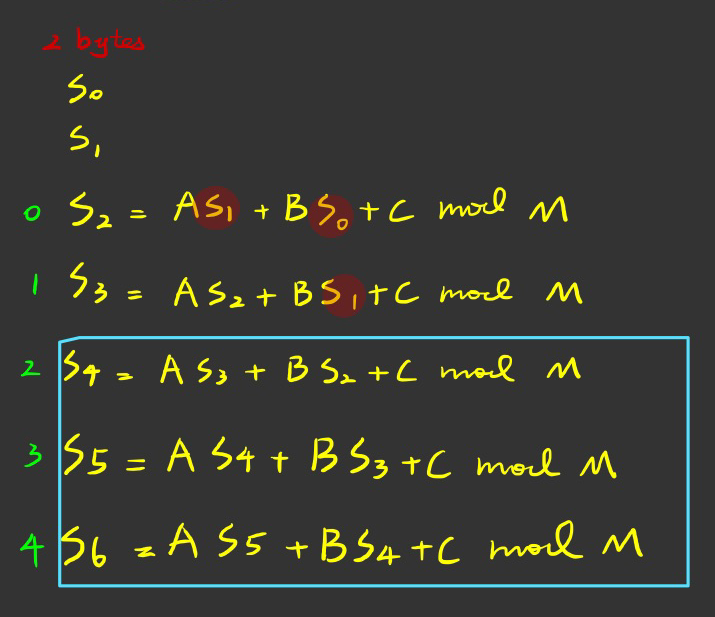 2 bytes
S₀
S₁
0 S₂ = AS₁ + BS₀ + C mod M
1 S₃ = AS₂ + BS₁ + C mod M
2 S₄ = AS₃ + BS₂ + C mod M
3 S5 = AS4 + BS₃ + C mod M
4 S6 = AS5 + BS₄ + C mod M